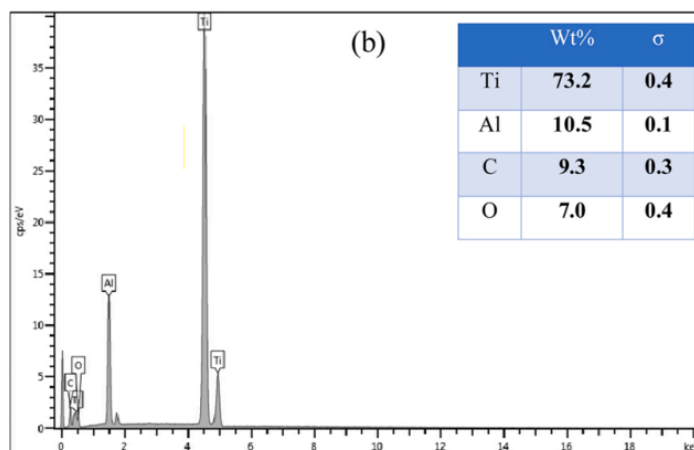 (b)
Wt% σ
Ti 73.2 0.4
Al 10.5 0.1
C 9.3 0.3
O 7.0 0.4
cps/eV
35
30
25
20
15
10
5
0
Ti
Al
O
C
Ti
Ti
0 2 4 6 8 10 12 14 16 18 ke